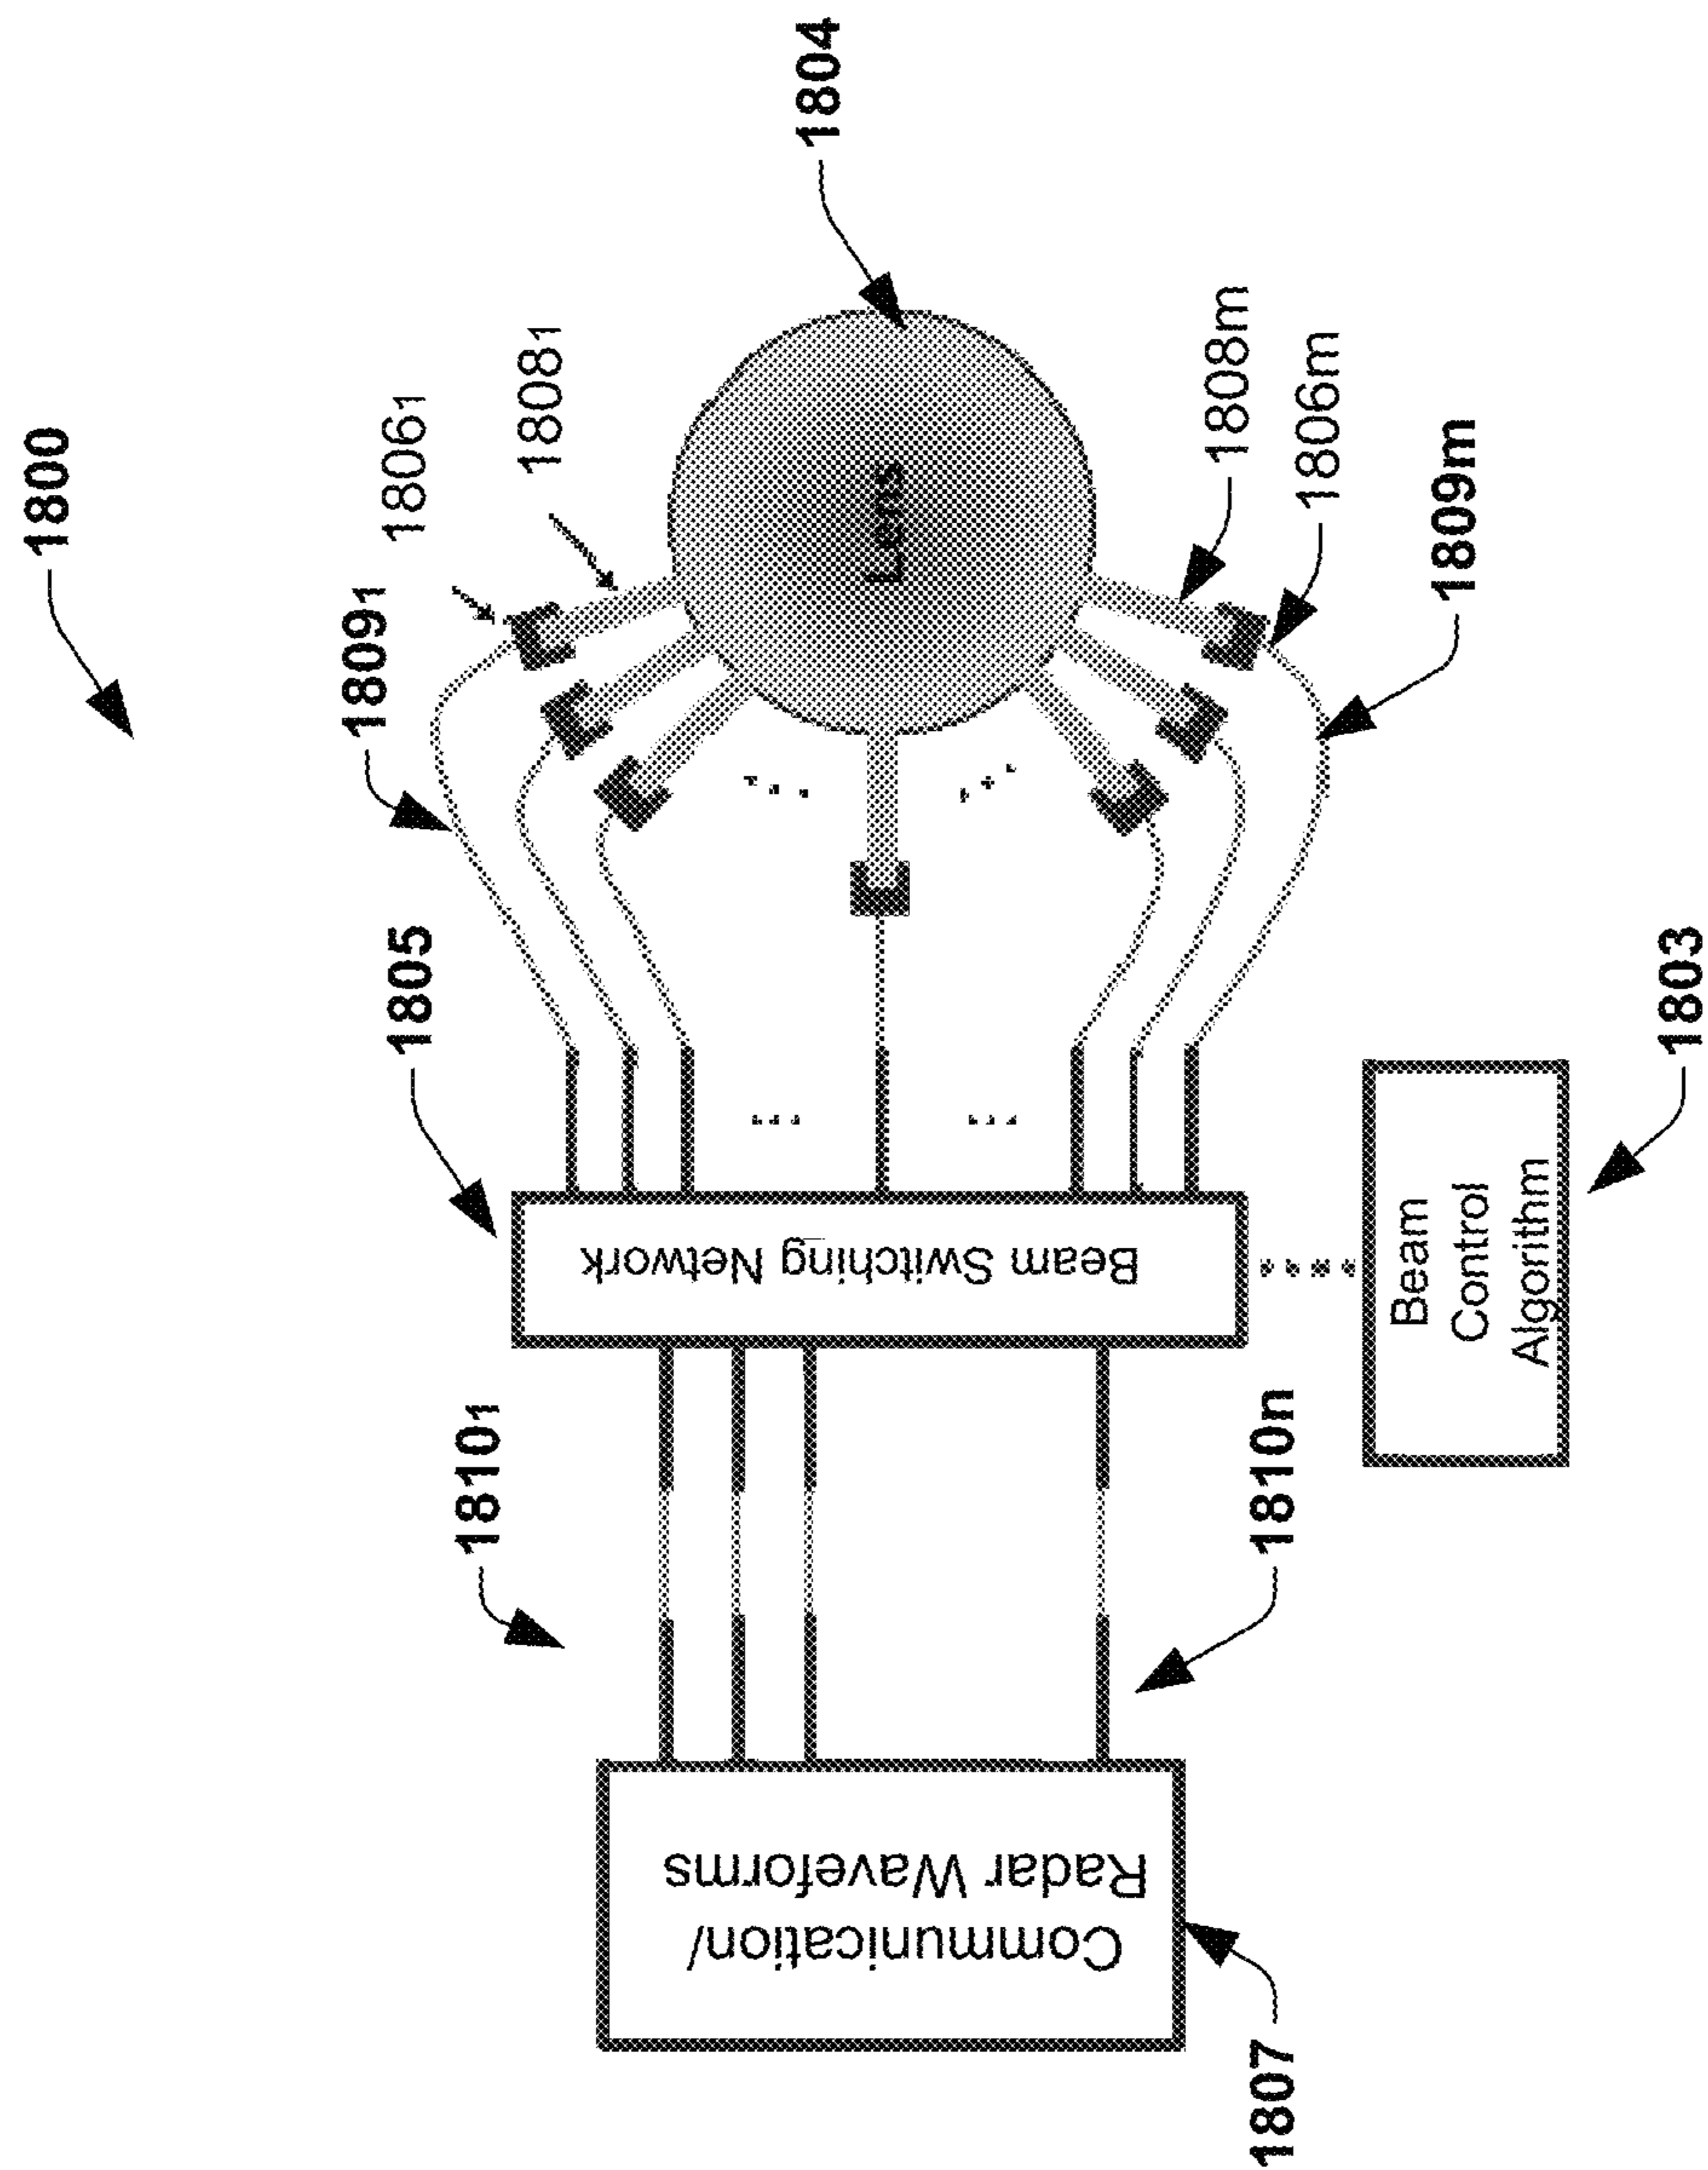 1800
1804
1806₁
1808₁
1809₁
Lens
1808m
1806m
1809m
1805
Beam Switching Network
1803
Beam
Control
Algorithm
1810₁
1810n
Communication/
Radar Waveforms
1807